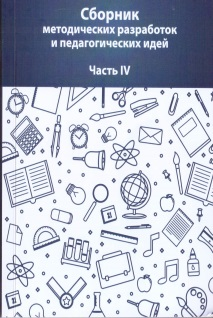 Сборник
методических разработок
и педагогических идей
Часть IV